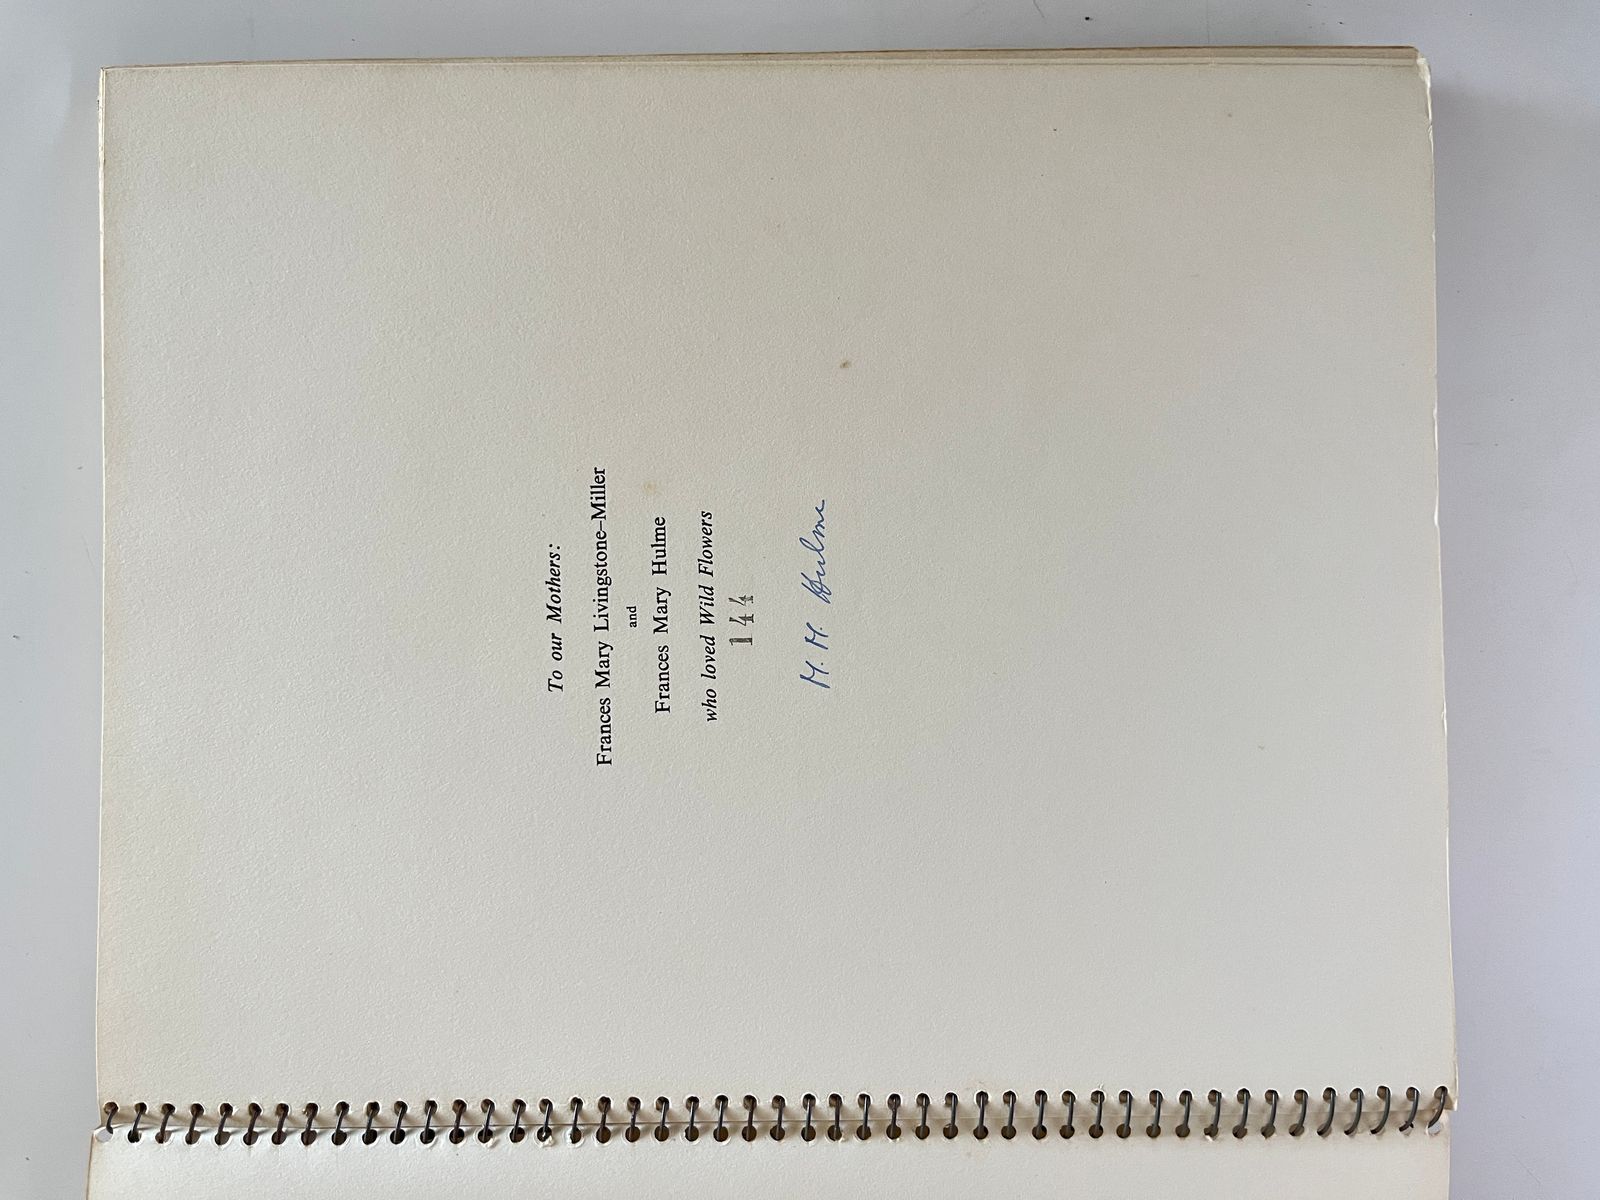 To our Mothers:
Frances Mary Livingstone–Miller
and
Frances Mary Hulme
who loved Wild Flowers
144
M. M. Hulme